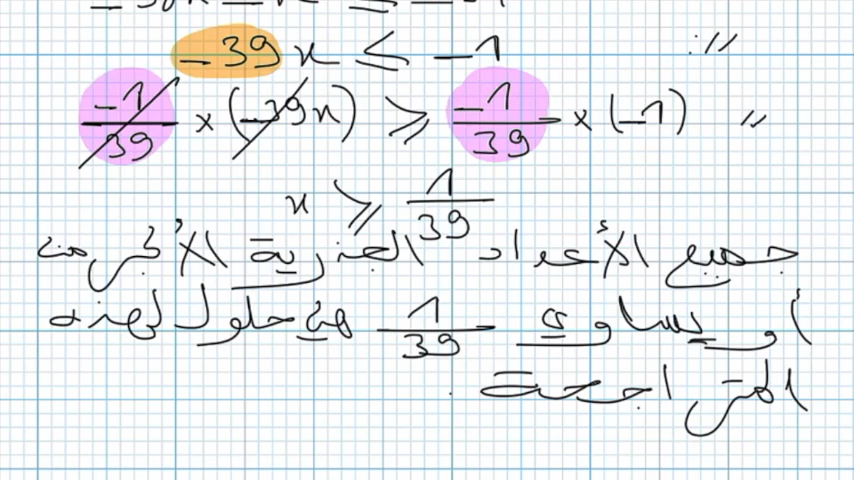 −39x ≤ −1 //
−1/39 × (−39x) ≥ −1/39 × (−1) //
x ≥ 1/39
جميع الأعداد الجذرية الأكبر من
أو يساوي 1/39 هي حلول لهذه
المتراجحة